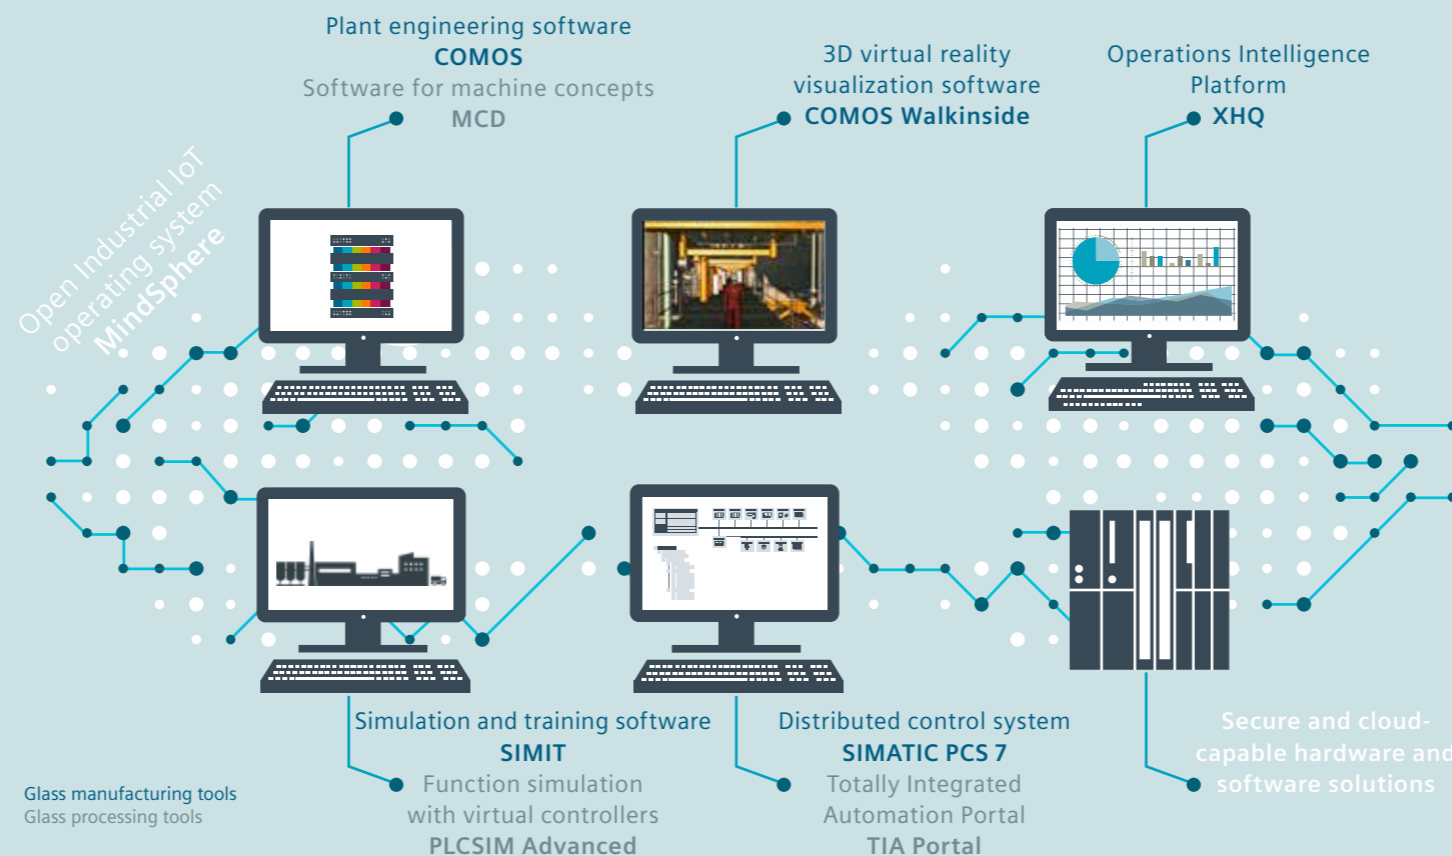 Plant engineering software
COMOS
Software for machine concepts
MCD
3D virtual reality
visualization software
COMOS Walkinside
Operations Intelligence
Platform
XHQ
Open Industrial IoT
operating system
MindSphere
Simulation and training software
SIMIT
Function simulation
with virtual controllers
PLCSIM Advanced
Distributed control system
SIMATIC PCS 7
Totally Integrated
Automation Portal
TIA Portal
Secure and cloud-
capable hardware and
software solutions
Glass manufacturing tools
Glass processing tools